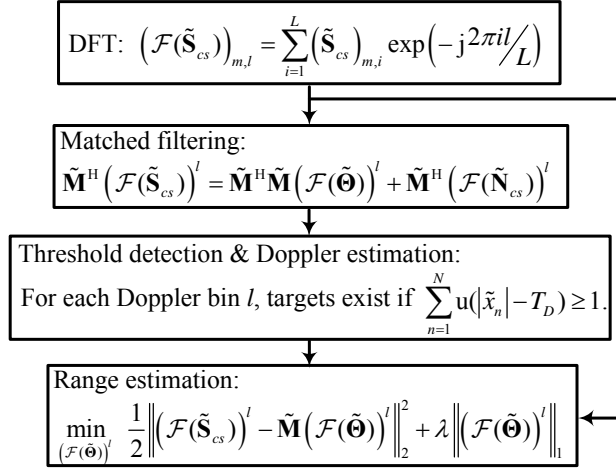 DFT: (𝓕(S̃_cs))_{m,l} = ∑_{i=1}^{L} (S̃_cs)_{m,i} exp(−j2πil/L)
Matched filtering:
M̃^H (𝓕(S̃_cs))^l = M̃^H M̃ (𝓕(Θ̃))^l + M̃^H (𝓕(Ñ_cs))^l
Threshold detection & Doppler estimation:
For each Doppler bin l, targets exist if ∑_{n=1}^{N} u(|x̃_n| − T_D) ≥ 1.
Range estimation:
min_{(𝓕(Θ̃))^l} 1/2 ‖(𝓕(S̃_cs))^l − M̃ (𝓕(Θ̃))^l‖_2^2 + λ ‖(𝓕(Θ̃))^l‖_1